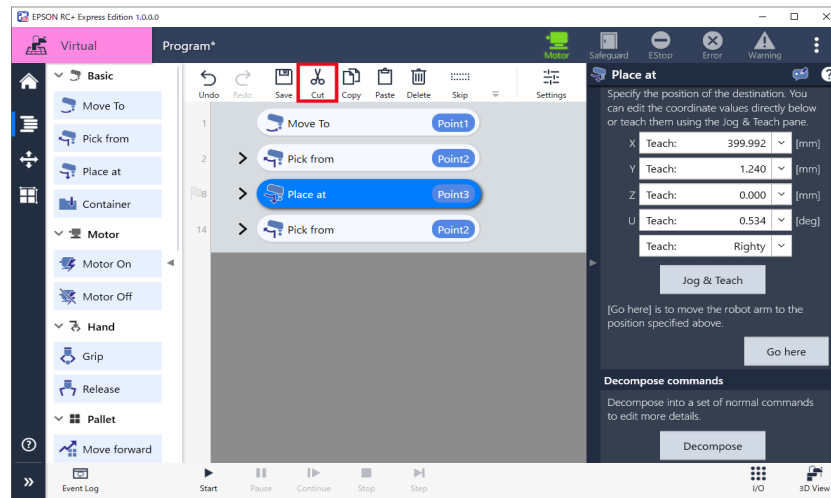 EPSON RC+ Express Edition 1.0.0.0
Virtual
Program*
Motor
Safeguard
EStop
Error
Warning
Basic
Move To
Pick from
Place at
Container
Motor
Motor On
Motor Off
Hand
Grip
Release
Pallet
Move forward
Undo
Redo
Save
Cut
Copy
Paste
Delete
Skip
Settings
1 Move To Point1
2 Pick from Point2
8 Place at Point3
14 Pick from Point2
Place at
Specify the position of the destination. You
can edit the coordinate values directly below
or teach them using the Jog & Teach pane.
X Teach: 399.992 [mm]
Y Teach: 1.240 [mm]
Z Teach: 0.000 [mm]
U Teach: 0.534 [deg]
Teach: Righty
Jog & Teach
[Go here] is to move the robot arm to the
position specified above.
Go here
Decompose commands
Decompose into a set of normal commands
to edit more details.
Decompose
Event Log
Start
Pause
Continue
Stop
Step
I/O
3D View